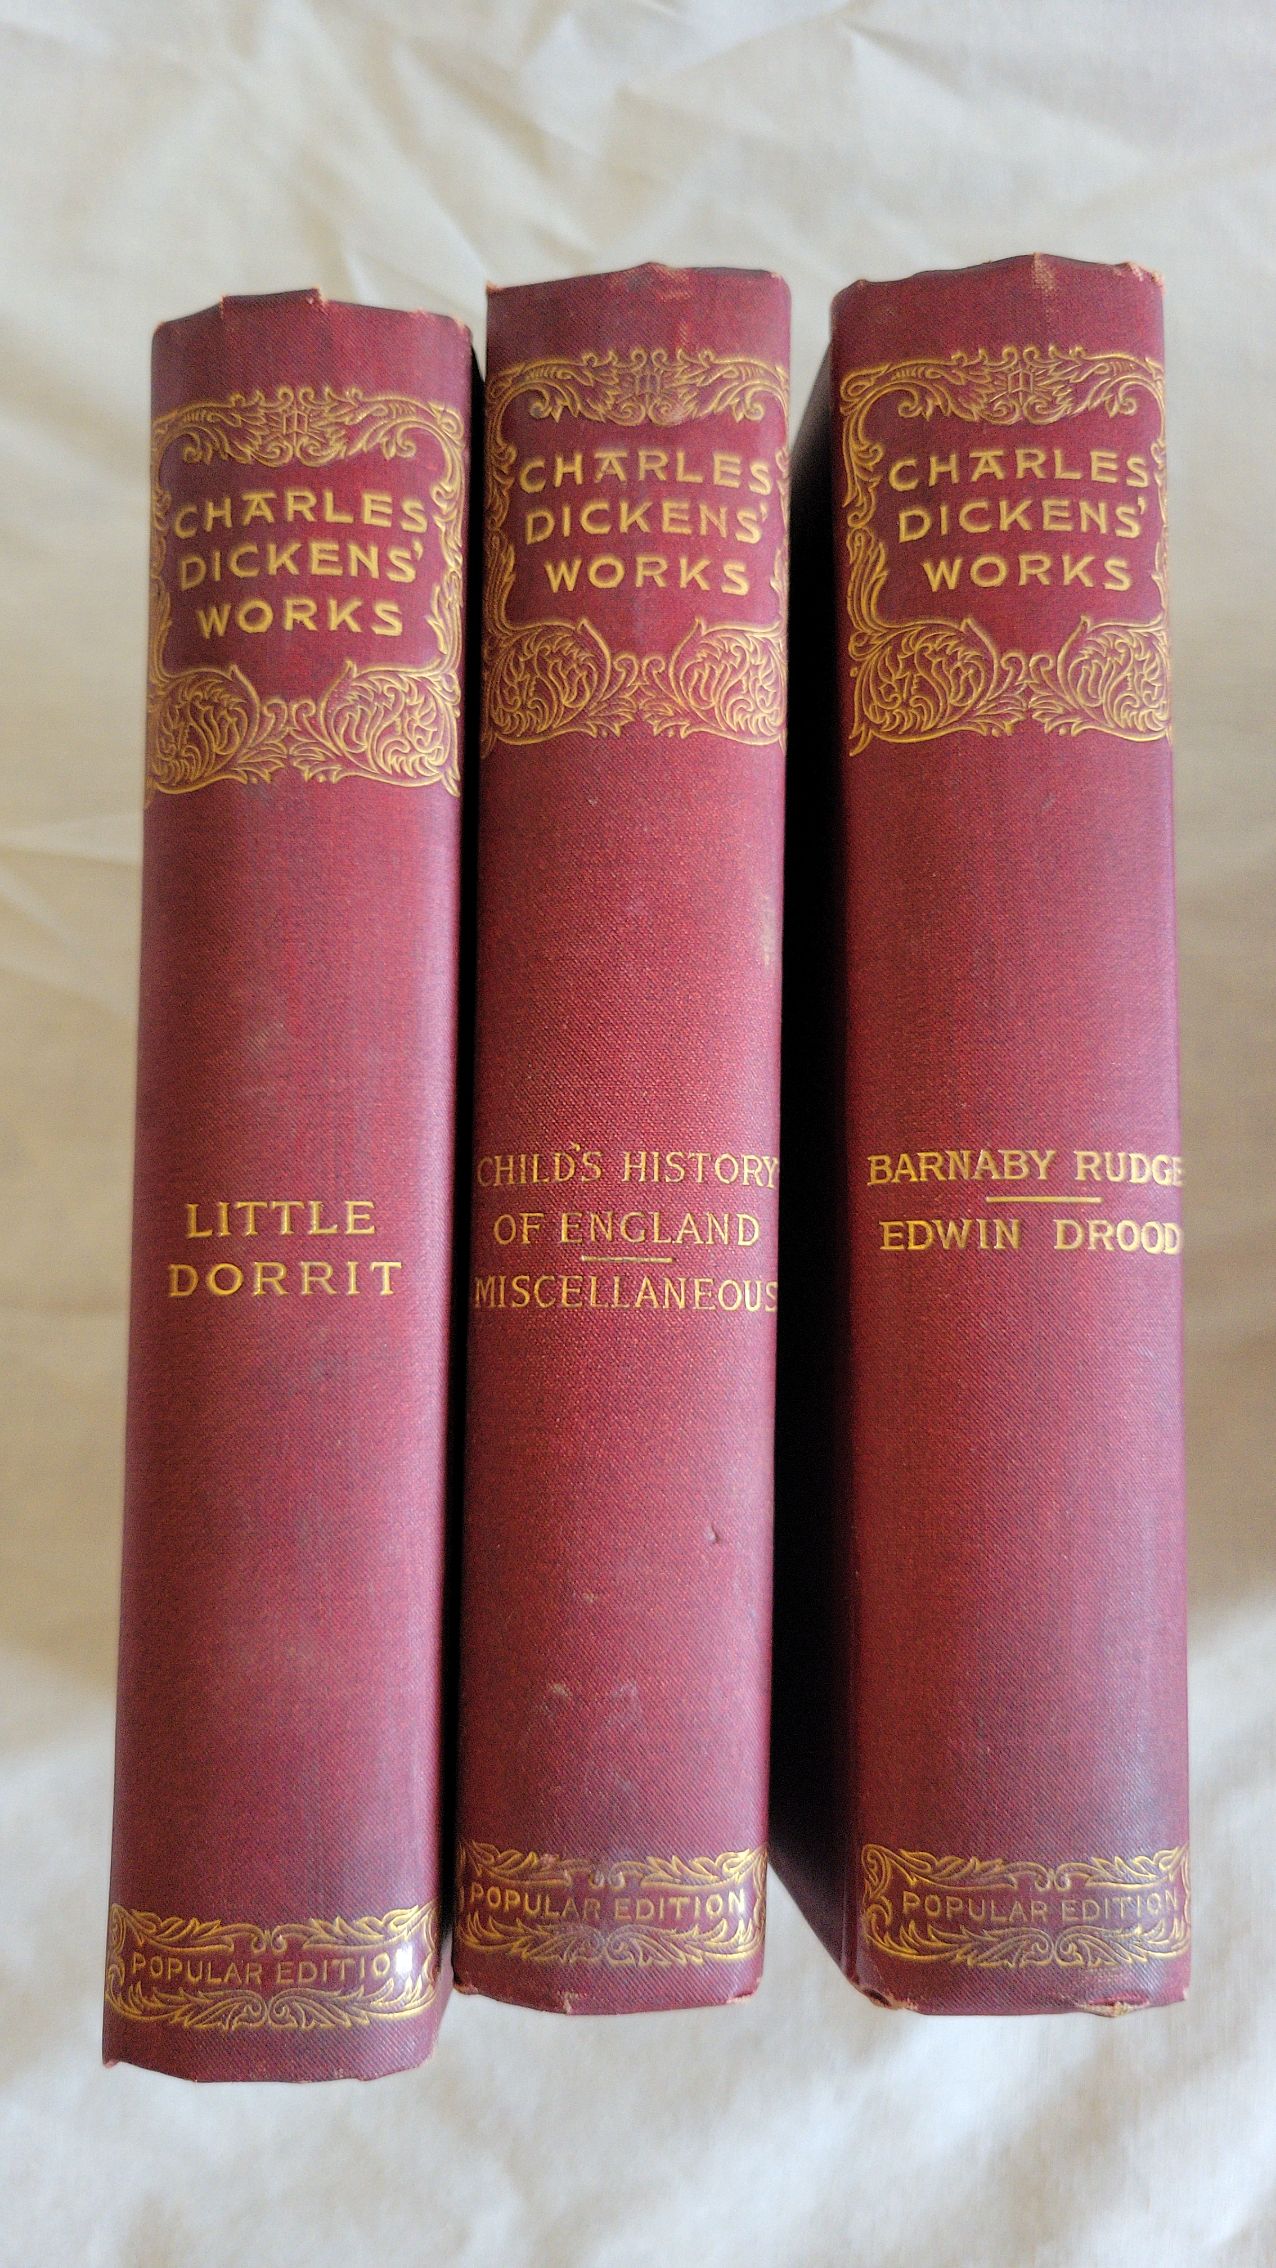 CHARLES
DICKENS'
WORKS
LITTLE
DORRIT
POPULAR EDITION
CHARLES
DICKENS'
WORKS
CHILD'S HISTORY
OF ENGLAND
MISCELLANEOUS
POPULAR EDITION
CHARLES
DICKENS'
WORKS
BARNABY RUDGE
EDWIN DROOD
POPULAR EDITION